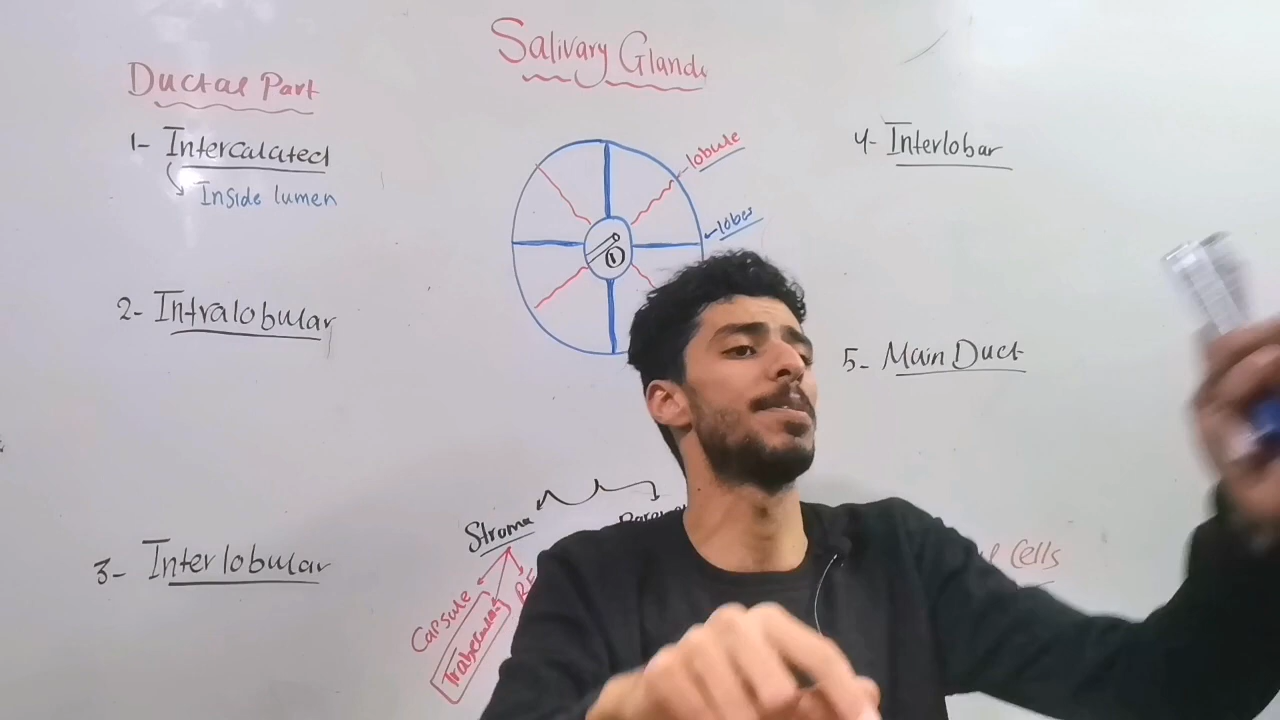 Salivary Glands
Ductal Part
1- Intercalated
Inside lumen
2- Intralobular
3- Interlobular
lobule
lobes
1
4- Interlobar
5- Main Duct
Stroma
Capsule
Trabeculae
Cells